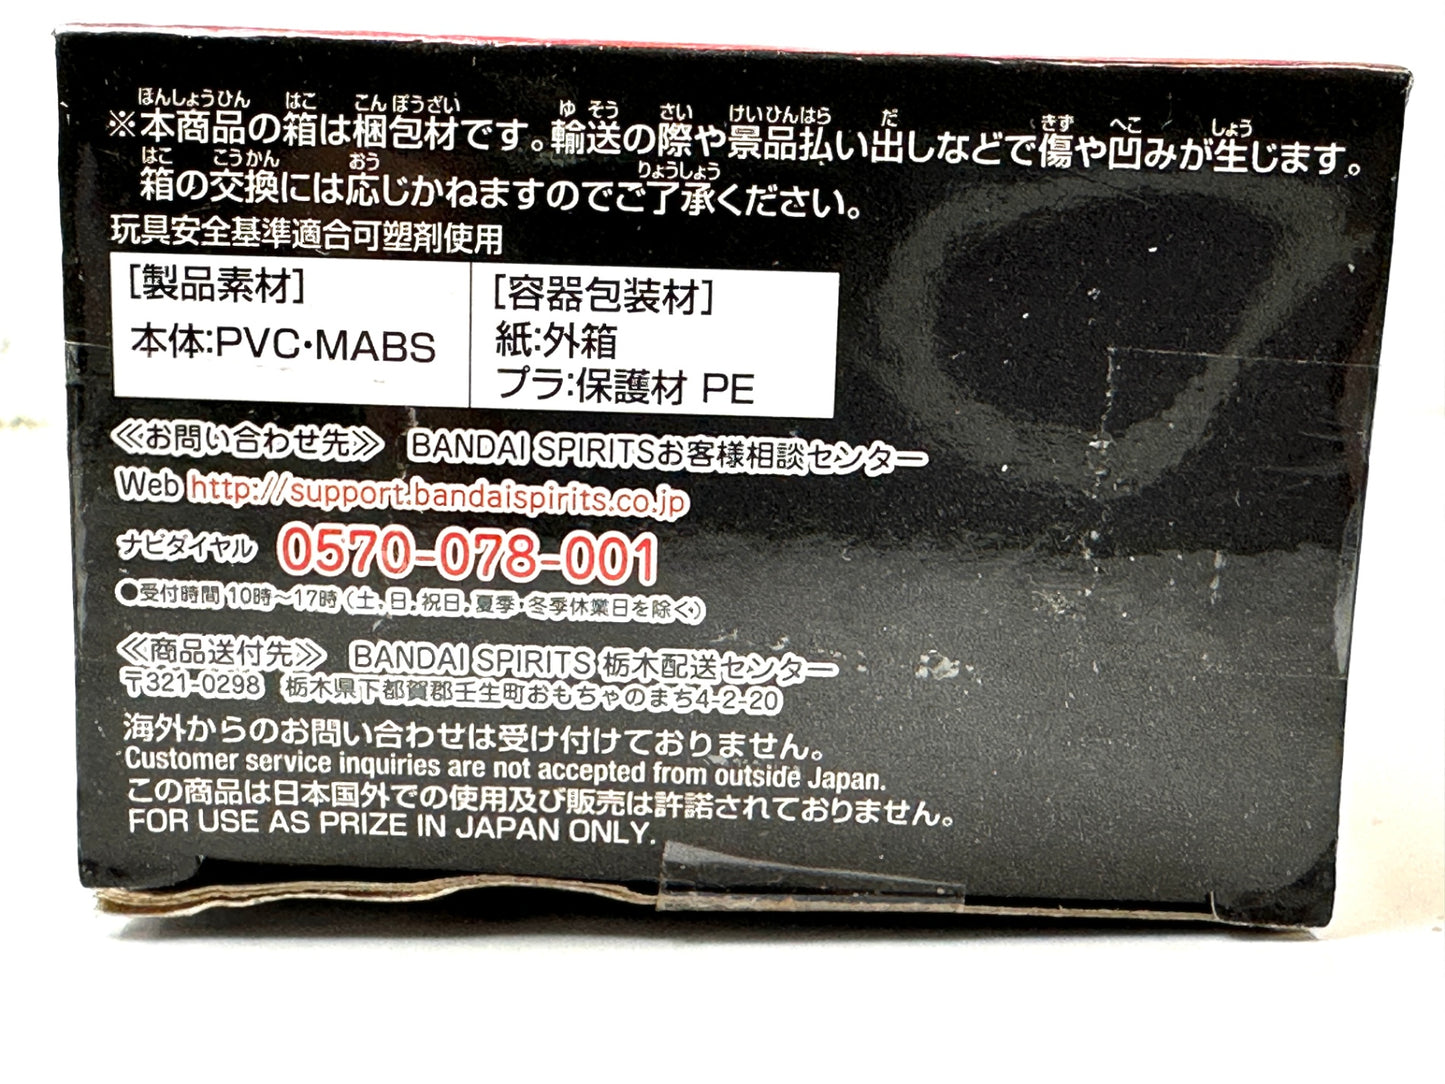 ほんしょうひん はこ こんぽうざい ゆそう さい けいひんはら だ きず へこ しょう
※本商品の箱は梱包材です。輸送の際や景品払い出しなどで傷や凹みが生じます。
はこ こうかん おう りょうしょう
箱の交換には応じかねますのでご了承ください。
玩具安全基準適合可塑剤使用
[製品素材]
本体:PVC・MABS
[容器包装材]
紙:外箱
プラ:保護材 PE
≪お問い合わせ先≫ BANDAI SPIRITSお客様相談センター
Web http://support.bandaispirits.co.jp
ナビダイヤル 0570-078-001
●受付時間 10時〜17時(土,日,祝日,夏季・冬季休業日を除く)
≪商品送付先≫ BANDAI SPIRITS 栃木配送センター
〒321-0298 栃木県下都賀郡壬生町おもちゃのまち4-2-20
海外からのお問い合わせは受け付けておりません。
Customer service inquiries are not accepted from outside Japan.
この商品は日本国外での使用及び販売は許諾されておりません。
FOR USE AS PRIZE IN JAPAN ONLY.